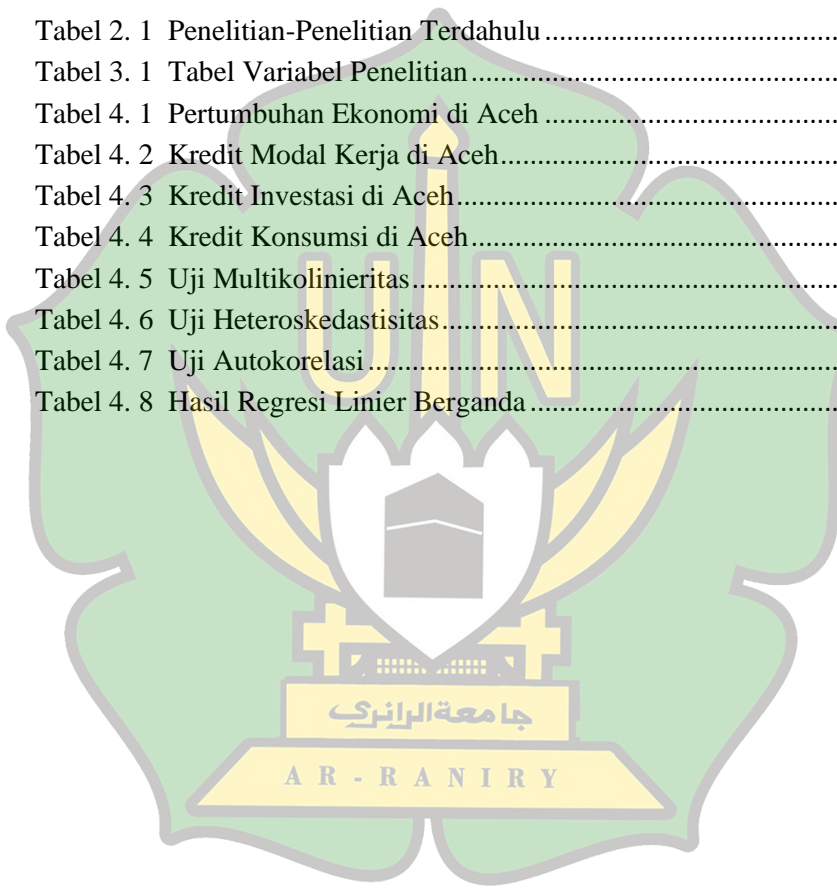 Tabel 2. 1 Penelitian-Penelitian Terdahulu ........................................
Tabel 3. 1 Tabel Variabel Penelitian ........................................
Tabel 4. 1 Pertumbuhan Ekonomi di Aceh ........................................
Tabel 4. 2 Kredit Modal Kerja di Aceh ........................................
Tabel 4. 3 Kredit Investasi di Aceh ........................................
Tabel 4. 4 Kredit Konsumsi di Aceh ........................................
Tabel 4. 5 Uji Multikolinieritas ........................................
Tabel 4. 6 Uji Heteroskedastisitas ........................................
Tabel 4. 7 Uji Autokorelasi ........................................
Tabel 4. 8 Hasil Regresi Linier Berganda ........................................
UIN
جامعةالرانري
AR-RANIRY